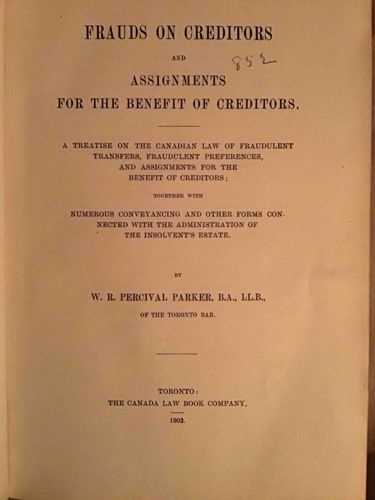 FRAUDS ON CREDITORS
AND
852
ASSIGNMENTS
FOR THE BENEFIT OF CREDITORS.
A TREATISE ON THE CANADIAN LAW OF FRAUDULENT
TRANSFERS, FRAUDULENT PREFERENCES,
AND ASSIGNMENTS FOR THE
BENEFIT OF CREDITORS;
TOGETHER WITH
NUMEROUS CONVEYANCING AND OTHER FORMS CON-
NECTED WITH THE ADMINISTRATION OF
THE INSOLVENT'S ESTATE.
BY
W. R. PERCIVAL PARKER, B.A., LL.B.,
OF THE TORONTO BAR.
TORONTO:
THE CANADA LAW BOOK COMPANY,
1903.